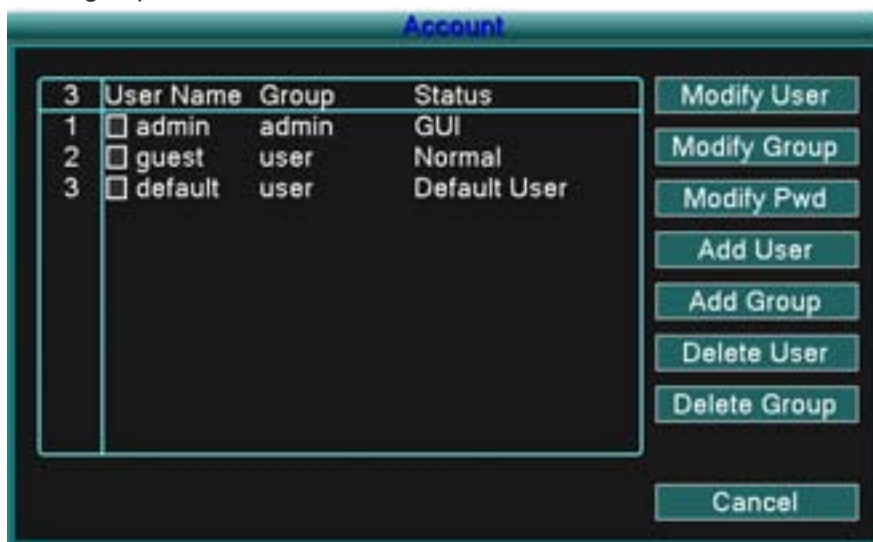 Account
3 User Name Group Status
1 admin admin GUI
2 guest user Normal
3 default user Default User
Modify User
Modify Group
Modify Pwd
Add User
Add Group
Delete User
Delete Group
Cancel